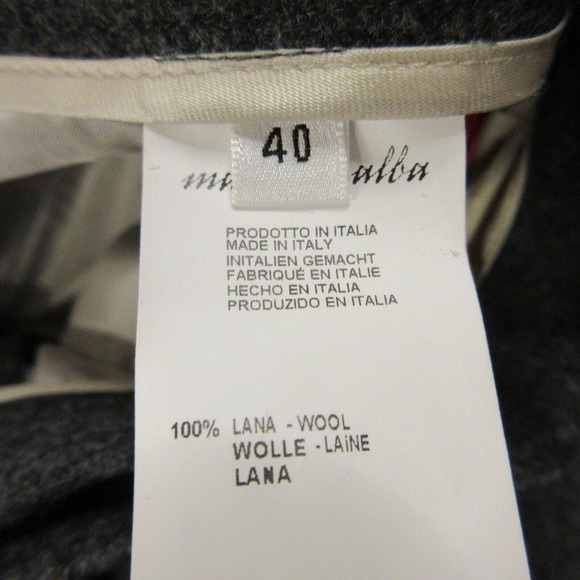 40
alba
PRODOTTO IN ITALIA
MADE IN ITALY
INITALIEN GEMACHT
FABRIQUÉ EN ITALIE
HECHO EN ITALIA
PRODUZIDO EN ITALIA
100% LANA - WOOL
WOLLE - LAiNE
LANA